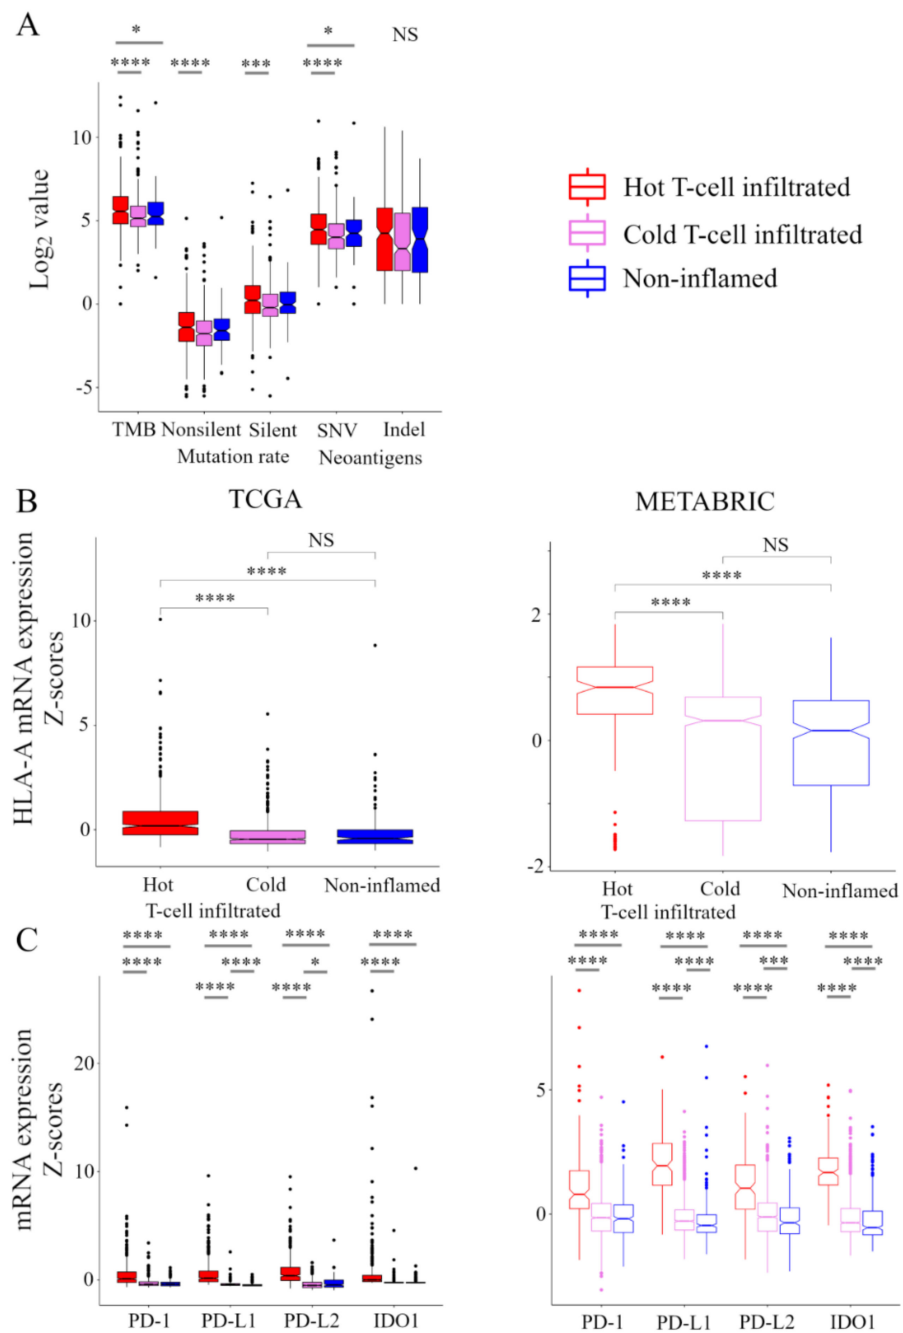 A
* * NS
**** **** *** ****
Log2 value
10
5
0
-5
TMB Nonsilent Silent SNV Indel
Mutation rate Neoantigens
Hot T-cell infiltrated
Cold T-cell infiltrated
Non-inflamed
B
TCGA
HLA-A mRNA expression
Z-scores
NS
****
****
10
5
0
Hot Cold Non-inflamed
T-cell infiltrated
METABRIC
NS
****
****
2
0
-2
Hot Cold Non-inflamed
T-cell infiltrated
C
mRNA expression
Z-scores
**** **** **** ****
**** **** * ****
**** ****
20
10
0
PD-1 PD-L1 PD-L2 IDO1
**** **** **** ****
**** **** *** ****
**** **** ****
5
0
PD-1 PD-L1 PD-L2 IDO1